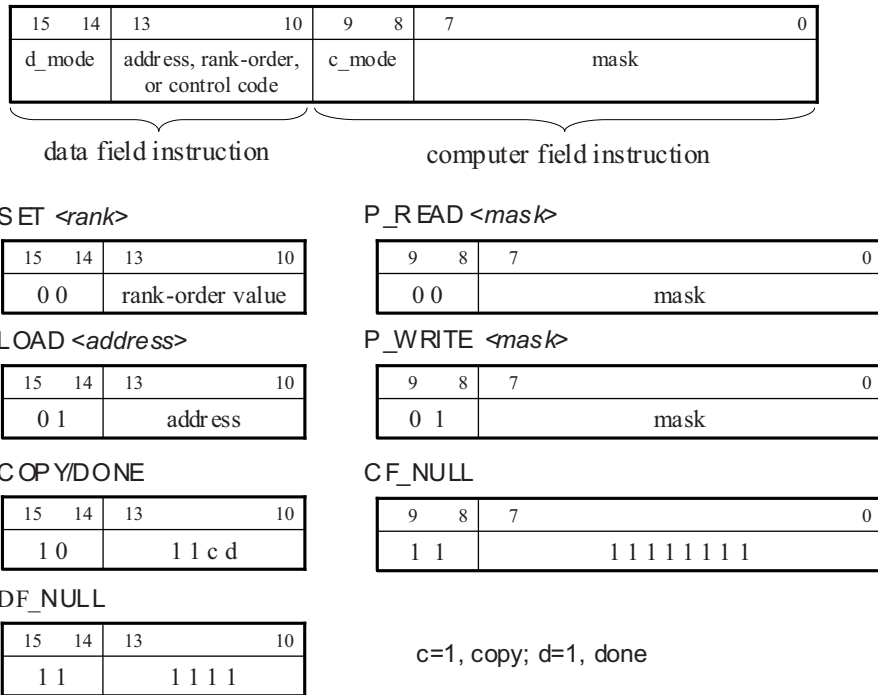 15 14 13 10 9 8 7 0
d_mode address, rank-order, or control code c_mode mask
data field instruction computer field instruction
SET <rank> P_READ <mask>
15 14 13 10 9 8 7 0
0 0 rank-order value 0 0 mask
LOAD <address> P_WRITE <mask>
15 14 13 10 9 8 7 0
0 1 address 0 1 mask
COPY/DONE CF_NULL
15 14 13 10 9 8 7 0
1 0 1 1 c d 1 1 1 1 1 1 1 1 1 1
DF_NULL
15 14 13 10
1 1 1 1 1 1
c=1, copy; d=1, done